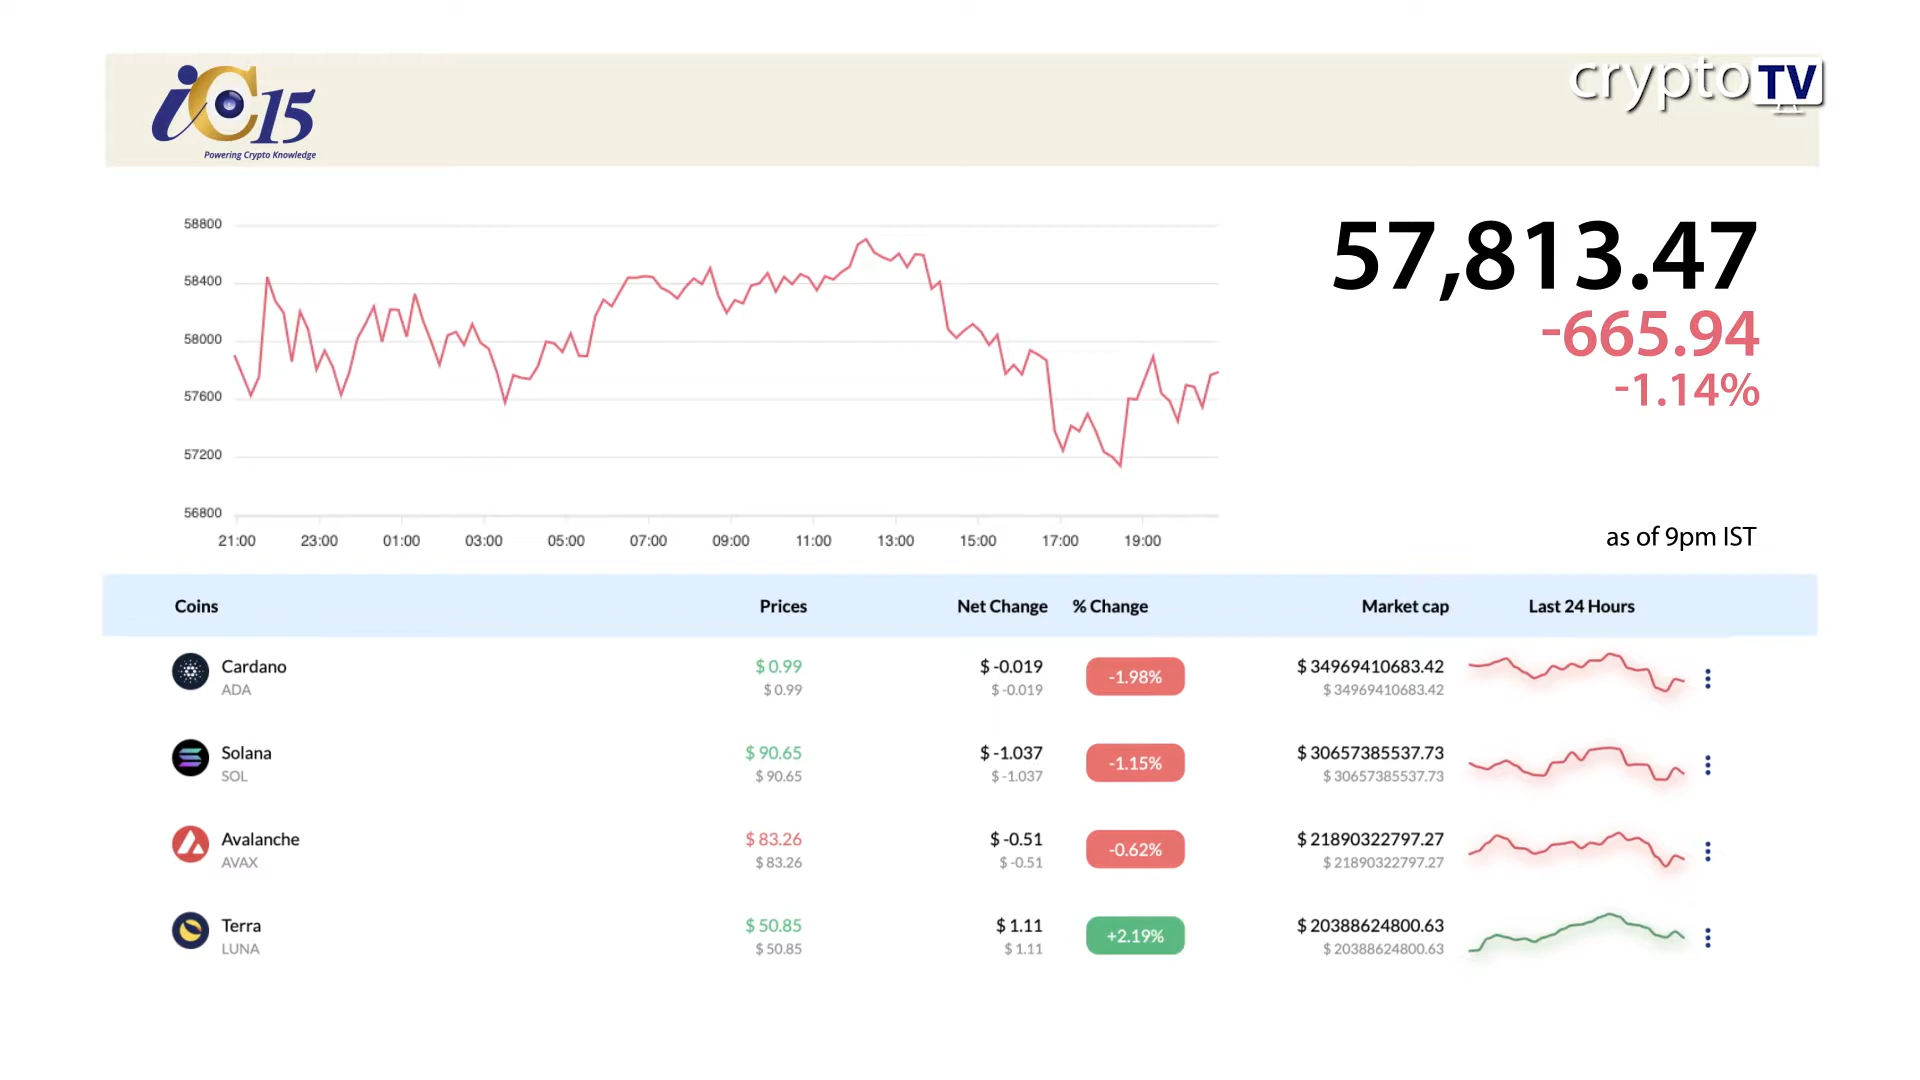 iC15
Powering Crypto Knowledge
cryptoTV
58800
58400
58000
57600
57200
56800
21:00 23:00 01:00 03:00 05:00 07:00 09:00 11:00 13:00 15:00 17:00 19:00
57,813.47
-665.94
-1.14%
as of 9pm IST
Coins Prices Net Change % Change Market cap Last 24 Hours
Cardano $ 0.99 $ -0.019 -1.98% $ 34969410683.42
ADA $ 0.99 $ -0.019 $ 34969410683.42
Solana $ 90.65 $ -1.037 -1.15% $ 30657385537.73
SOL $ 90.65 $ -1.037 $ 30657385537.73
Avalanche $ 83.26 $ -0.51 -0.62% $ 21890322797.27
AVAX $ 83.26 $ -0.51 $ 21890322797.27
Terra $ 50.85 $ 1.11 +2.19% $ 20388624800.63
LUNA $ 50.85 $ 1.11 $ 20388624800.63